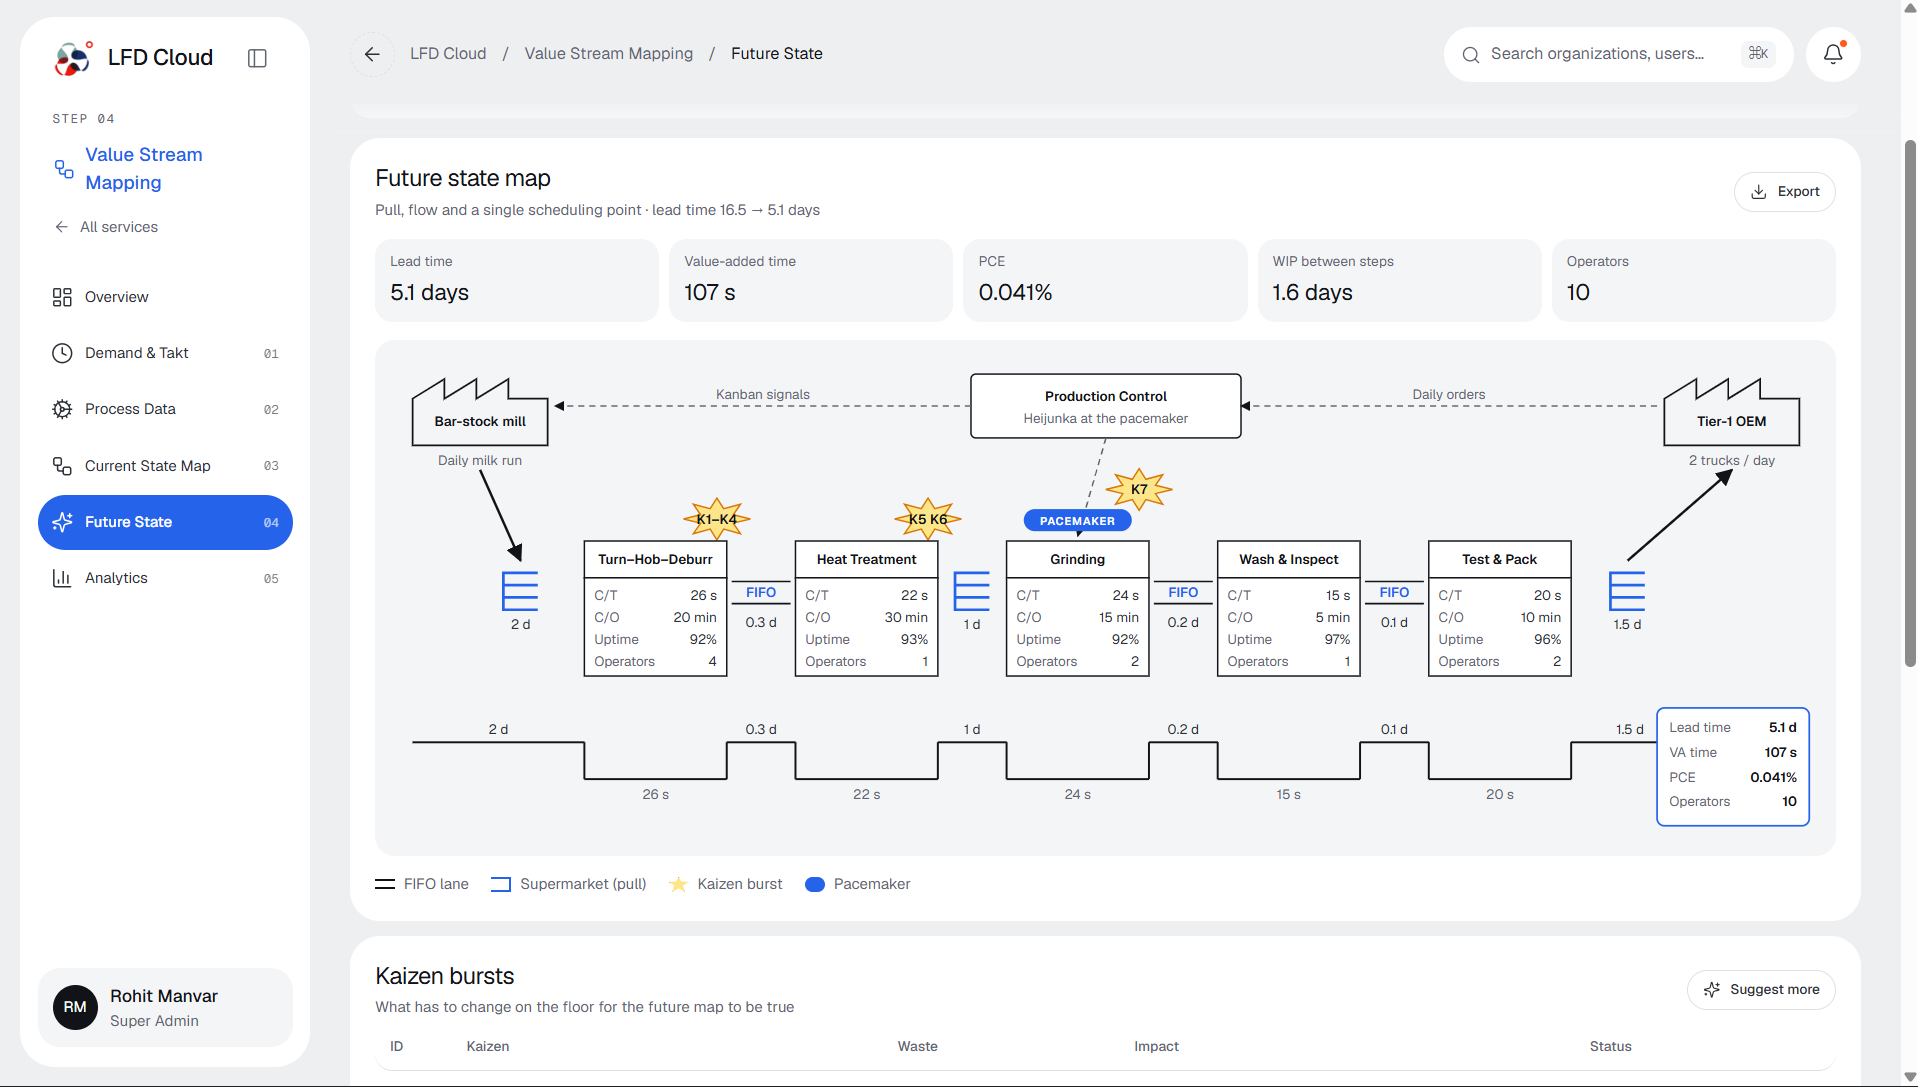 LFD Cloud
STEP 04
Value Stream
Mapping
All services
Overview
Demand & Takt 01
Process Data 02
Current State Map 03
Future State 04
Analytics 05
RM
Rohit Manvar
Super Admin
LFD Cloud / Value Stream Mapping / Future State
Search organizations, users... ⌘K
Future state map
Pull, flow and a single scheduling point · lead time 16.5 → 5.1 days
Export
Lead time
5.1 days
Value-added time
107 s
PCE
0.041%
WIP between steps
1.6 days
Operators
10
Bar-stock mill
Daily milk run
Kanban signals
Production Control
Heijunka at the pacemaker
Daily orders
Tier-1 OEM
2 trucks / day
K1–K4
K5 K6
K7
PACEMAKER
2 d
Turn–Hob–Deburr
C/T 26 s
C/O 20 min
Uptime 92%
Operators 4
FIFO
0.3 d
Heat Treatment
C/T 22 s
C/O 30 min
Uptime 93%
Operators 1
1 d
Grinding
C/T 24 s
C/O 15 min
Uptime 92%
Operators 2
FIFO
0.2 d
Wash & Inspect
C/T 15 s
C/O 5 min
Uptime 97%
Operators 1
FIFO
0.1 d
Test & Pack
C/T 20 s
C/O 10 min
Uptime 96%
Operators 2
1.5 d
2 d 0.3 d 1 d 0.2 d 0.1 d 1.5 d
26 s 22 s 24 s 15 s 20 s
Lead time 5.1 d
VA time 107 s
PCE 0.041%
Operators 10
FIFO lane Supermarket (pull) Kaizen burst Pacemaker
Kaizen bursts
What has to change on the floor for the future map to be true
Suggest more
ID Kaizen Waste Impact Status